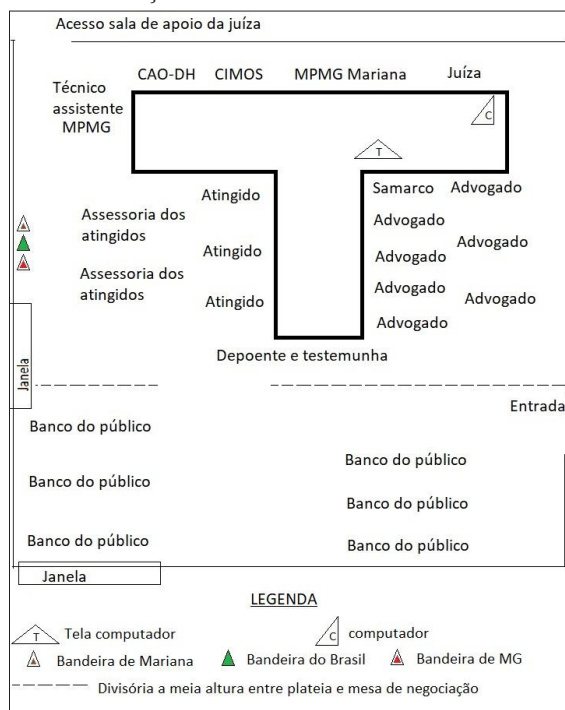 Acesso sala de apoio da juíza
CAO-DH CIMOS MPMG Mariana Juíza
Técnico
assistente
MPMG
C
T
Atingido
Samarco Advogado
Assessoria dos
atingidos
Advogado
Atingido
Advogado
Advogado
Assessoria dos
atingidos
Advogado
Atingido
Advogado
Advogado
Depoente e testemunha
Janela
Entrada
Banco do público
Banco do público
Banco do público
Banco do público
Banco do público
Banco do público
Janela
LEGENDA
T Tela computador
C computador
Bandeira de Mariana
Bandeira do Brasil
Bandeira de MG
Divisória a meia altura entre plateia e mesa de negociação